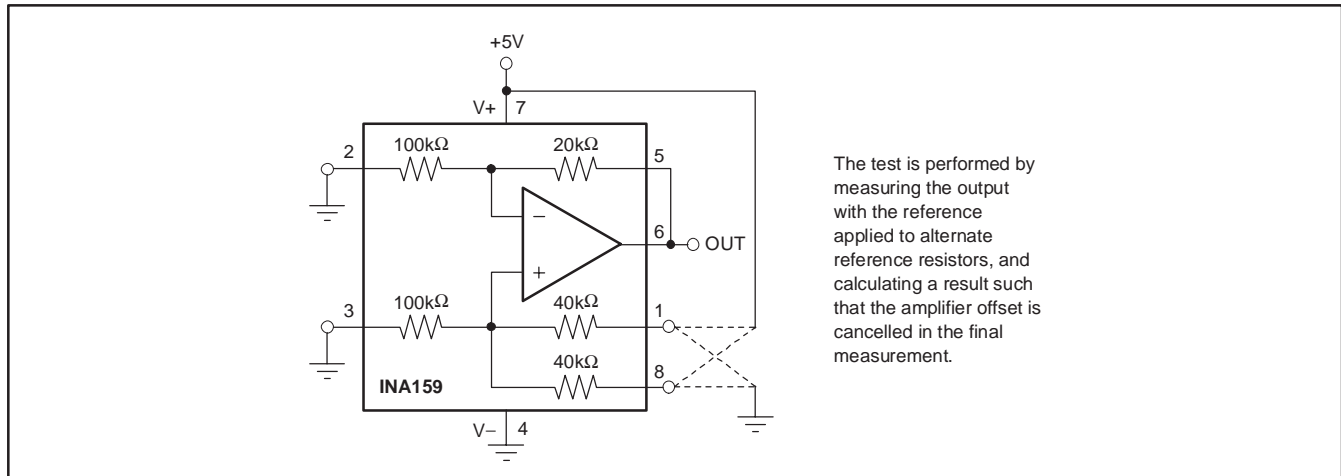 +5V
V+ 7
100kΩ 20kΩ
2 5
−
6
OUT
+
100kΩ 40kΩ
3 1
40kΩ
8
INA159
V− 4
The test is performed by
measuring the output
with the reference
applied to alternate
reference resistors, and
calculating a result such
that the amplifier offset is
cancelled in the final
measurement.